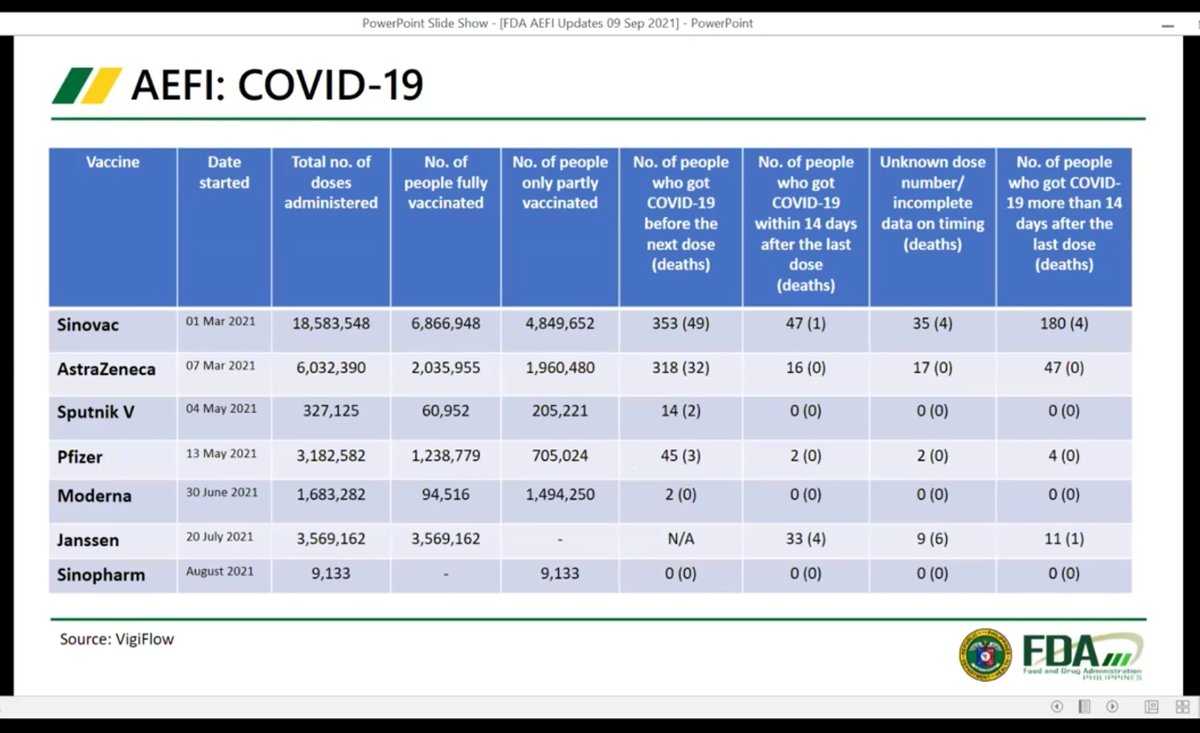 PowerPoint Slide Show - [FDA AEFI Updates 09 Sep 2021] - PowerPoint
AEFI: COVID-19
Vaccine
Date
started
Total no. of
doses
administered
No. of
people fully
vaccinated
No. of people
only partly
vaccinated
No. of people
who got
COVID-19
before the
next dose
(deaths)
No. of people
who got
COVID-19
within 14 days
after the last
dose
(deaths)
Unknown dose
number/
incomplete
data on timing
(deaths)
No. of people
who got COVID-
19 more than 14
days after the
last dose
(deaths)
Sinovac 01 Mar 2021 18,583,548 6,866,948 4,849,652 353 (49) 47 (1) 35 (4) 180 (4)
AstraZeneca 07 Mar 2021 6,032,390 2,035,955 1,960,480 318 (32) 16 (0) 17 (0) 47 (0)
Sputnik V 04 May 2021 327,125 60,952 205,221 14 (2) 0 (0) 0 (0) 0 (0)
Pfizer 13 May 2021 3,182,582 1,238,779 705,024 45 (3) 2 (0) 2 (0) 4 (0)
Moderna 30 June 2021 1,683,282 94,516 1,494,250 2 (0) 0 (0) 0 (0) 0 (0)
Janssen 20 July 2021 3,569,162 3,569,162 - N/A 33 (4) 9 (6) 11 (1)
Sinopharm August 2021 9,133 - 9,133 0 (0) 0 (0) 0 (0) 0 (0)
Source: VigiFlow
FDA
Food and Drug Administration
PHILIPPINES